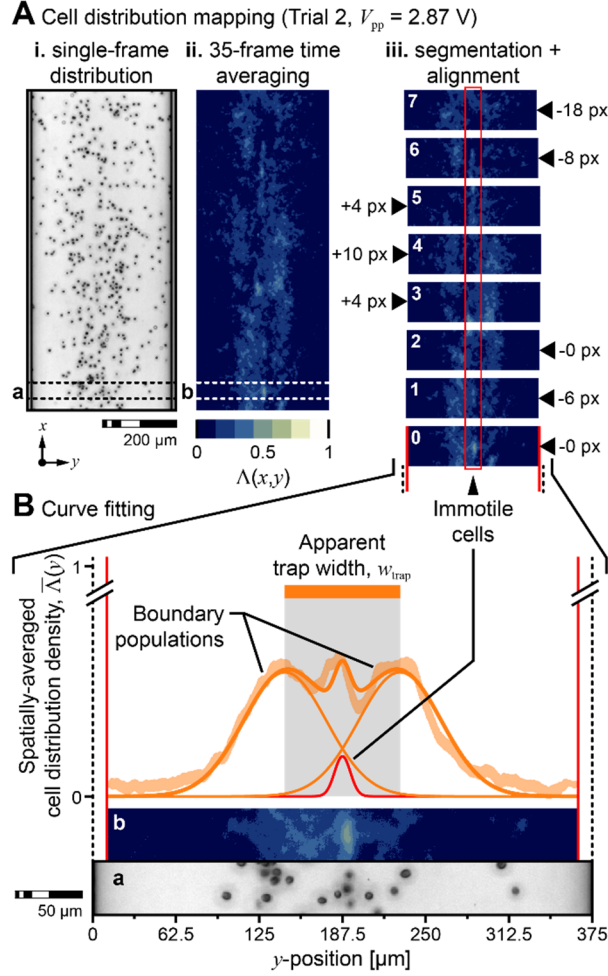 A Cell distribution mapping (Trial 2, Vpp = 2.87 V)
i. single-frame distribution
ii. 35-frame time averaging
iii. segmentation + alignment
7
-18 px
6
-8 px
+4 px
5
+10 px
4
+4 px
3
2
-0 px
1
-6 px
0
-0 px
a
b
200 µm
x
y
0 0.5 1
Λ(x,y)
Immotile cells
B Curve fitting
Apparent trap width, wtrap
Boundary populations
Spatially-averaged cell distribution density, Λ̅(y)
1
0
b
a
50 µm
0 62.5 125 187.5 250 312.5 375
y-position [µm]